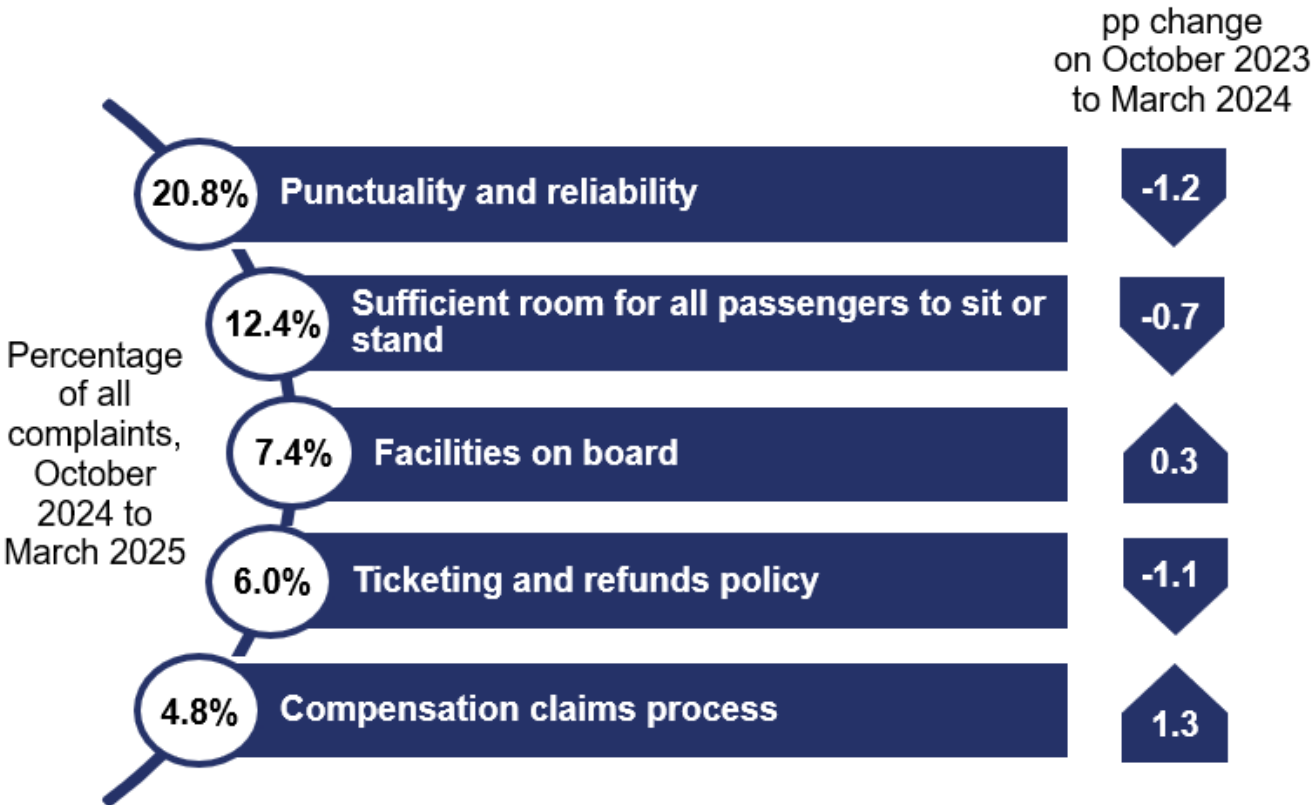 pp change
on October 2023
to March 2024
20.8%
Punctuality and reliability
-1.2
12.4%
Sufficient room for all passengers to sit or
stand
-0.7
Percentage
of all
complaints,
October
2024 to
March 2025
7.4%
Facilities on board
0.3
6.0%
Ticketing and refunds policy
-1.1
4.8%
Compensation claims process
1.3